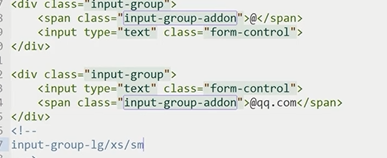 <div class="input-group">
<span class="input-group-addon">@</span>
<input type="text" class="form-control">
</div>
<div class="input-group">
<input type="text" class="form-control">
<span class="input-group-addon">@qq.com</span>
</div>
<!--
input-group-lg/xs/sm